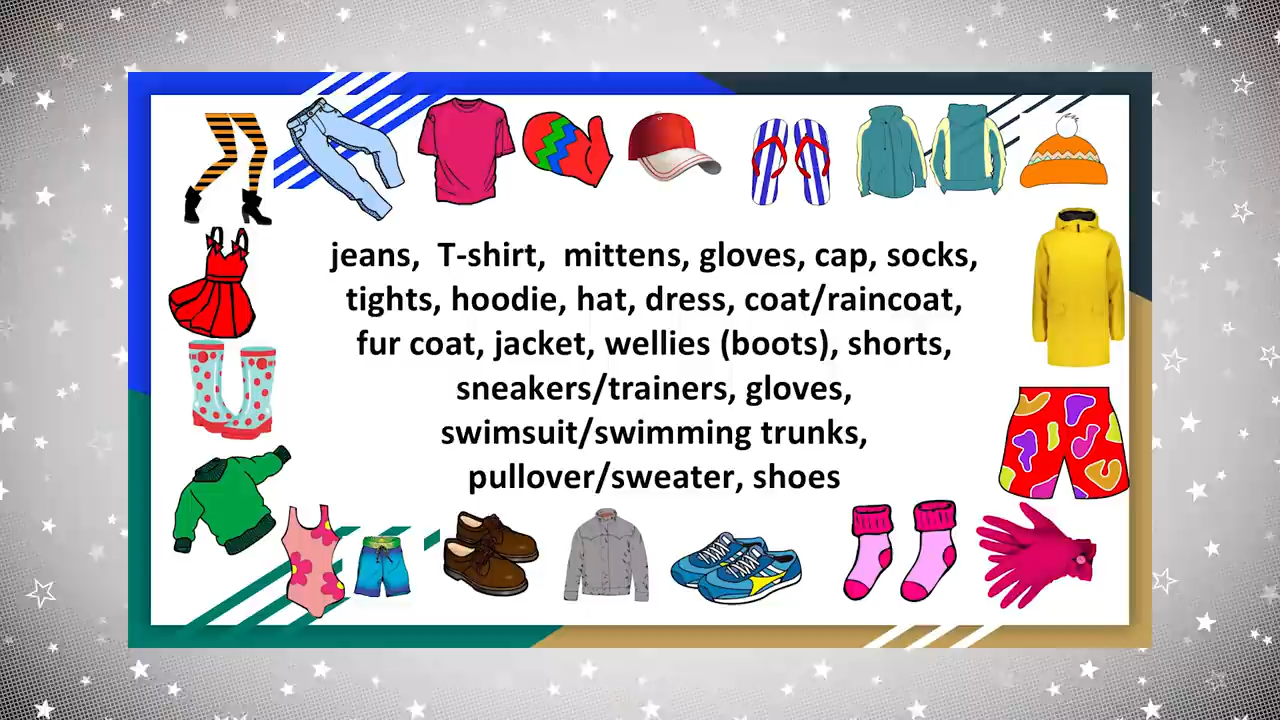 jeans, T-shirt, mittens, gloves, cap, socks,
tights, hoodie, hat, dress, coat/raincoat,
fur coat, jacket, wellies (boots), shorts,
sneakers/trainers, gloves,
swimsuit/swimming trunks,
pullover/sweater, shoes